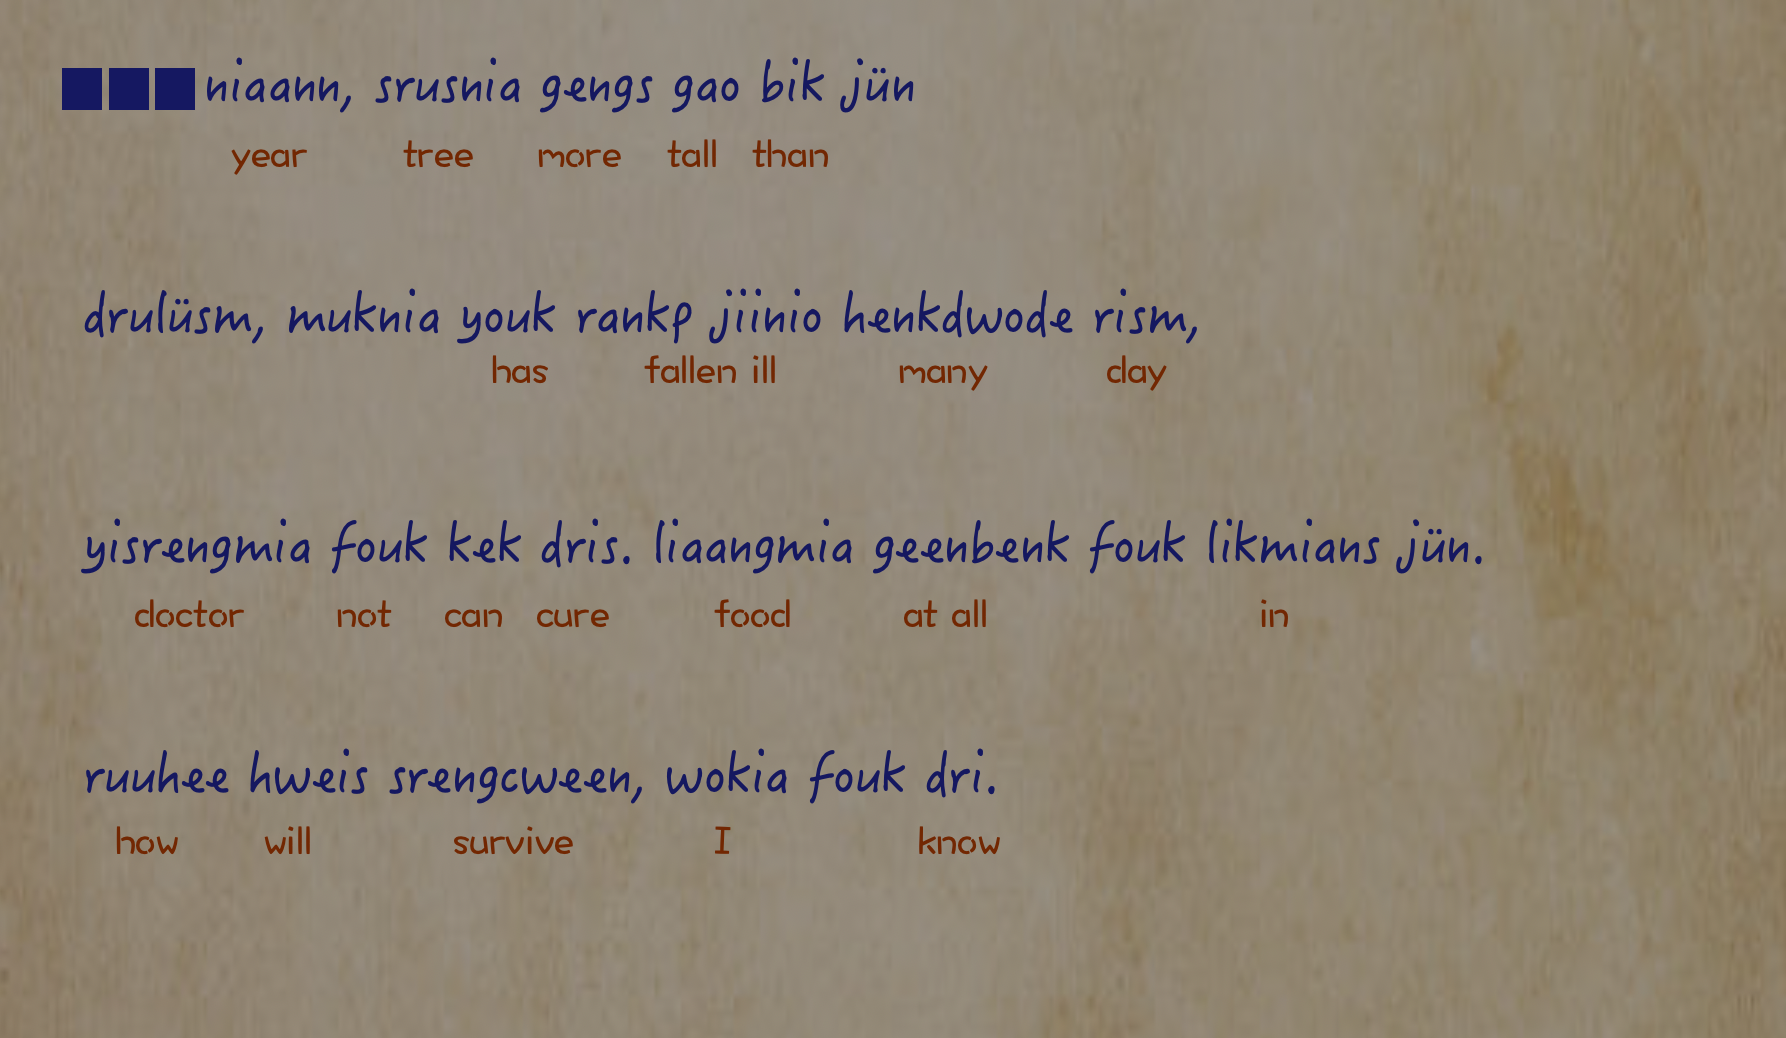 ■■■niaann, srusnia gengs gao bik jün
year tree more tall than
drulüsm, muknia youk rankp jiinio henkdwode rism,
has fallen ill many day
yisrengmia fouk kek dris. liaangmia geenbenk fouk likmians jün.
doctor not can cure food at all in
ruuhee hweis srengcween, wokia fouk dri.
how will survive I know